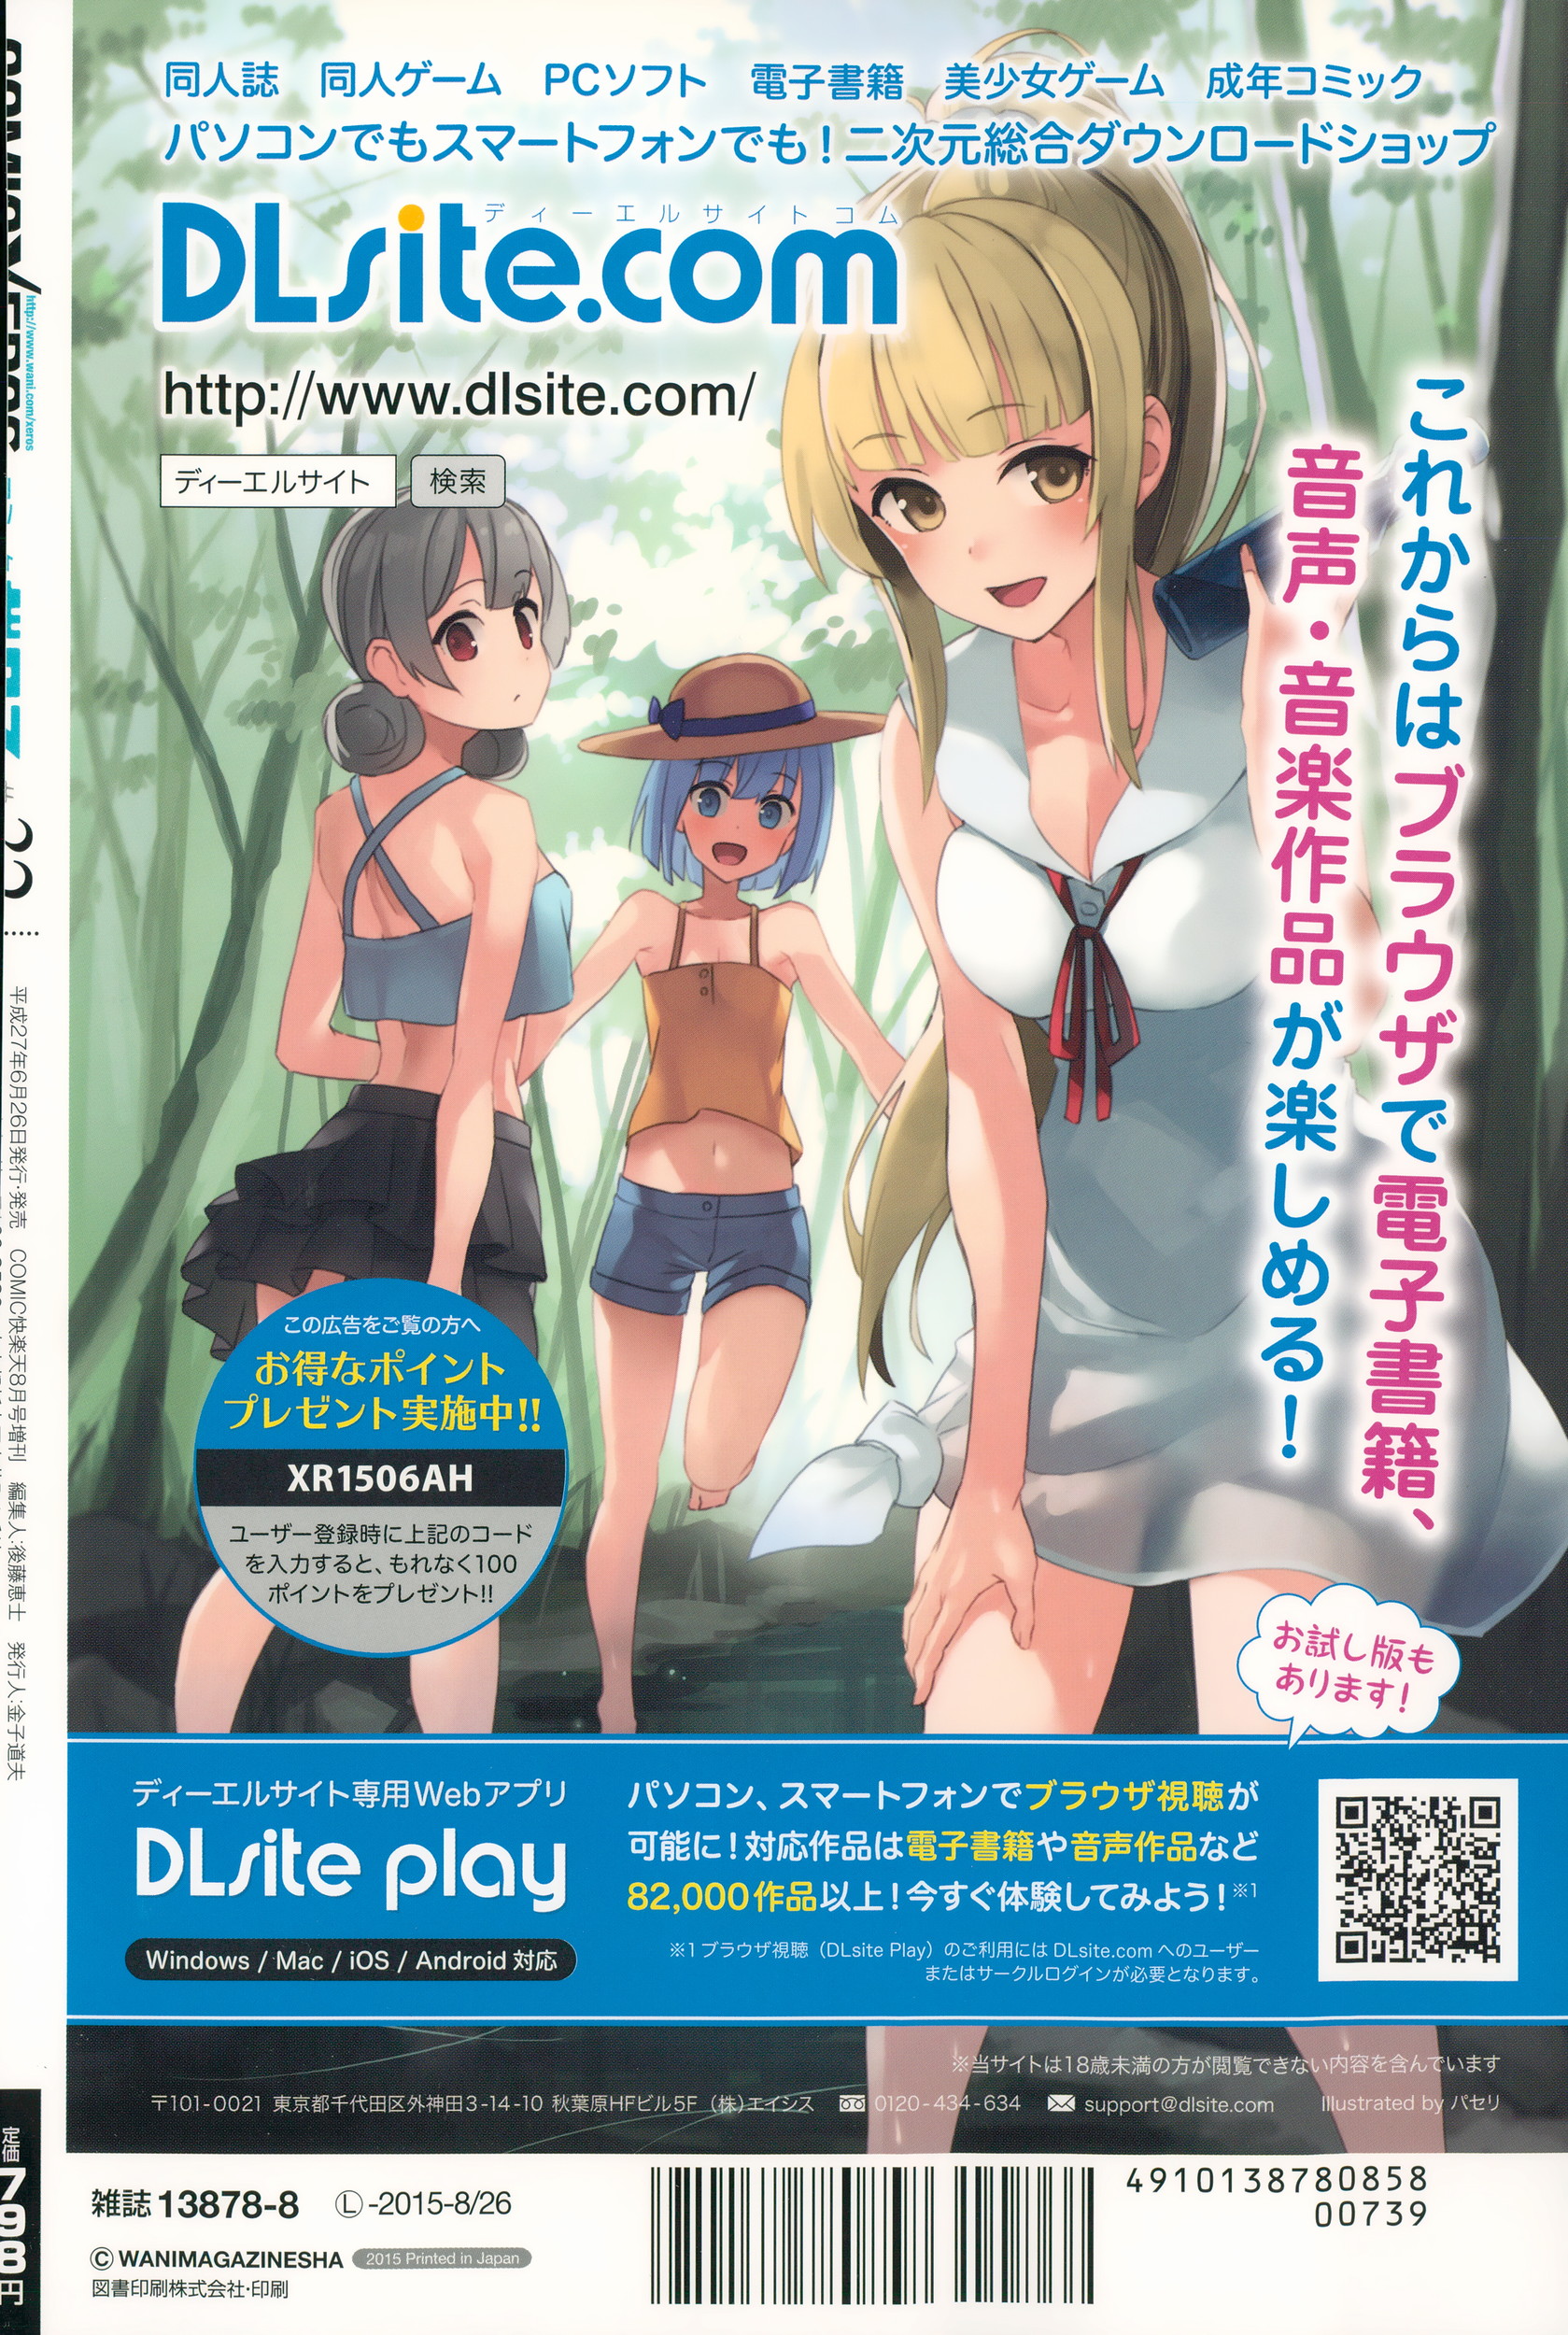 同人誌 同人ゲーム PCソフト 電子書籍 美少女ゲーム 成年コミック
パソコンでもスマートフォンでも！二次元総合ダウンロードショップ
ディーエルサイトコム
DLsite.com
http://www.dlsite.com/
ディーエルサイト 検索
これからはブラウザで電子書籍、
音声・音楽作品が楽しめる！
この広告をご覧の方へ
お得なポイント
プレゼント実施中!!
XR1506AH
ユーザー登録時に上記のコード
を入力すると、もれなく100
ポイントをプレゼント!!
お試し版も
あります！
ディーエルサイト専用Webアプリ
DLsite play
Windows / Mac / iOS / Android 対応
パソコン、スマートフォンでブラウザ視聴が
可能に！対応作品は電子書籍や音声作品など
82,000作品以上！今すぐ体験してみよう！※1
※1 ブラウザ視聴（DLsite Play）のご利用には DLsite.com へのユーザー
またはサークルログインが必要となります。
※当サイトは18歳未満の方が閲覧できない内容を含んでいます
〒101-0021 東京都千代田区外神田3-14-10 秋葉原HFビル5F （株）エイシス 0120-434-634 support@dlsite.com Illustrated by パセリ
雑誌 13878-8 Ⓛ-2015-8/26
© WANIMAGAZINESHA 2015 Printed in Japan
図書印刷株式会社・印刷
4910138780858
00739
http://www.wani.com/xeros
平成27年6月26日発行・発売 COMIC快楽天8月号増刊 編集人:後藤恵士 発行人:金子道夫
定価798円